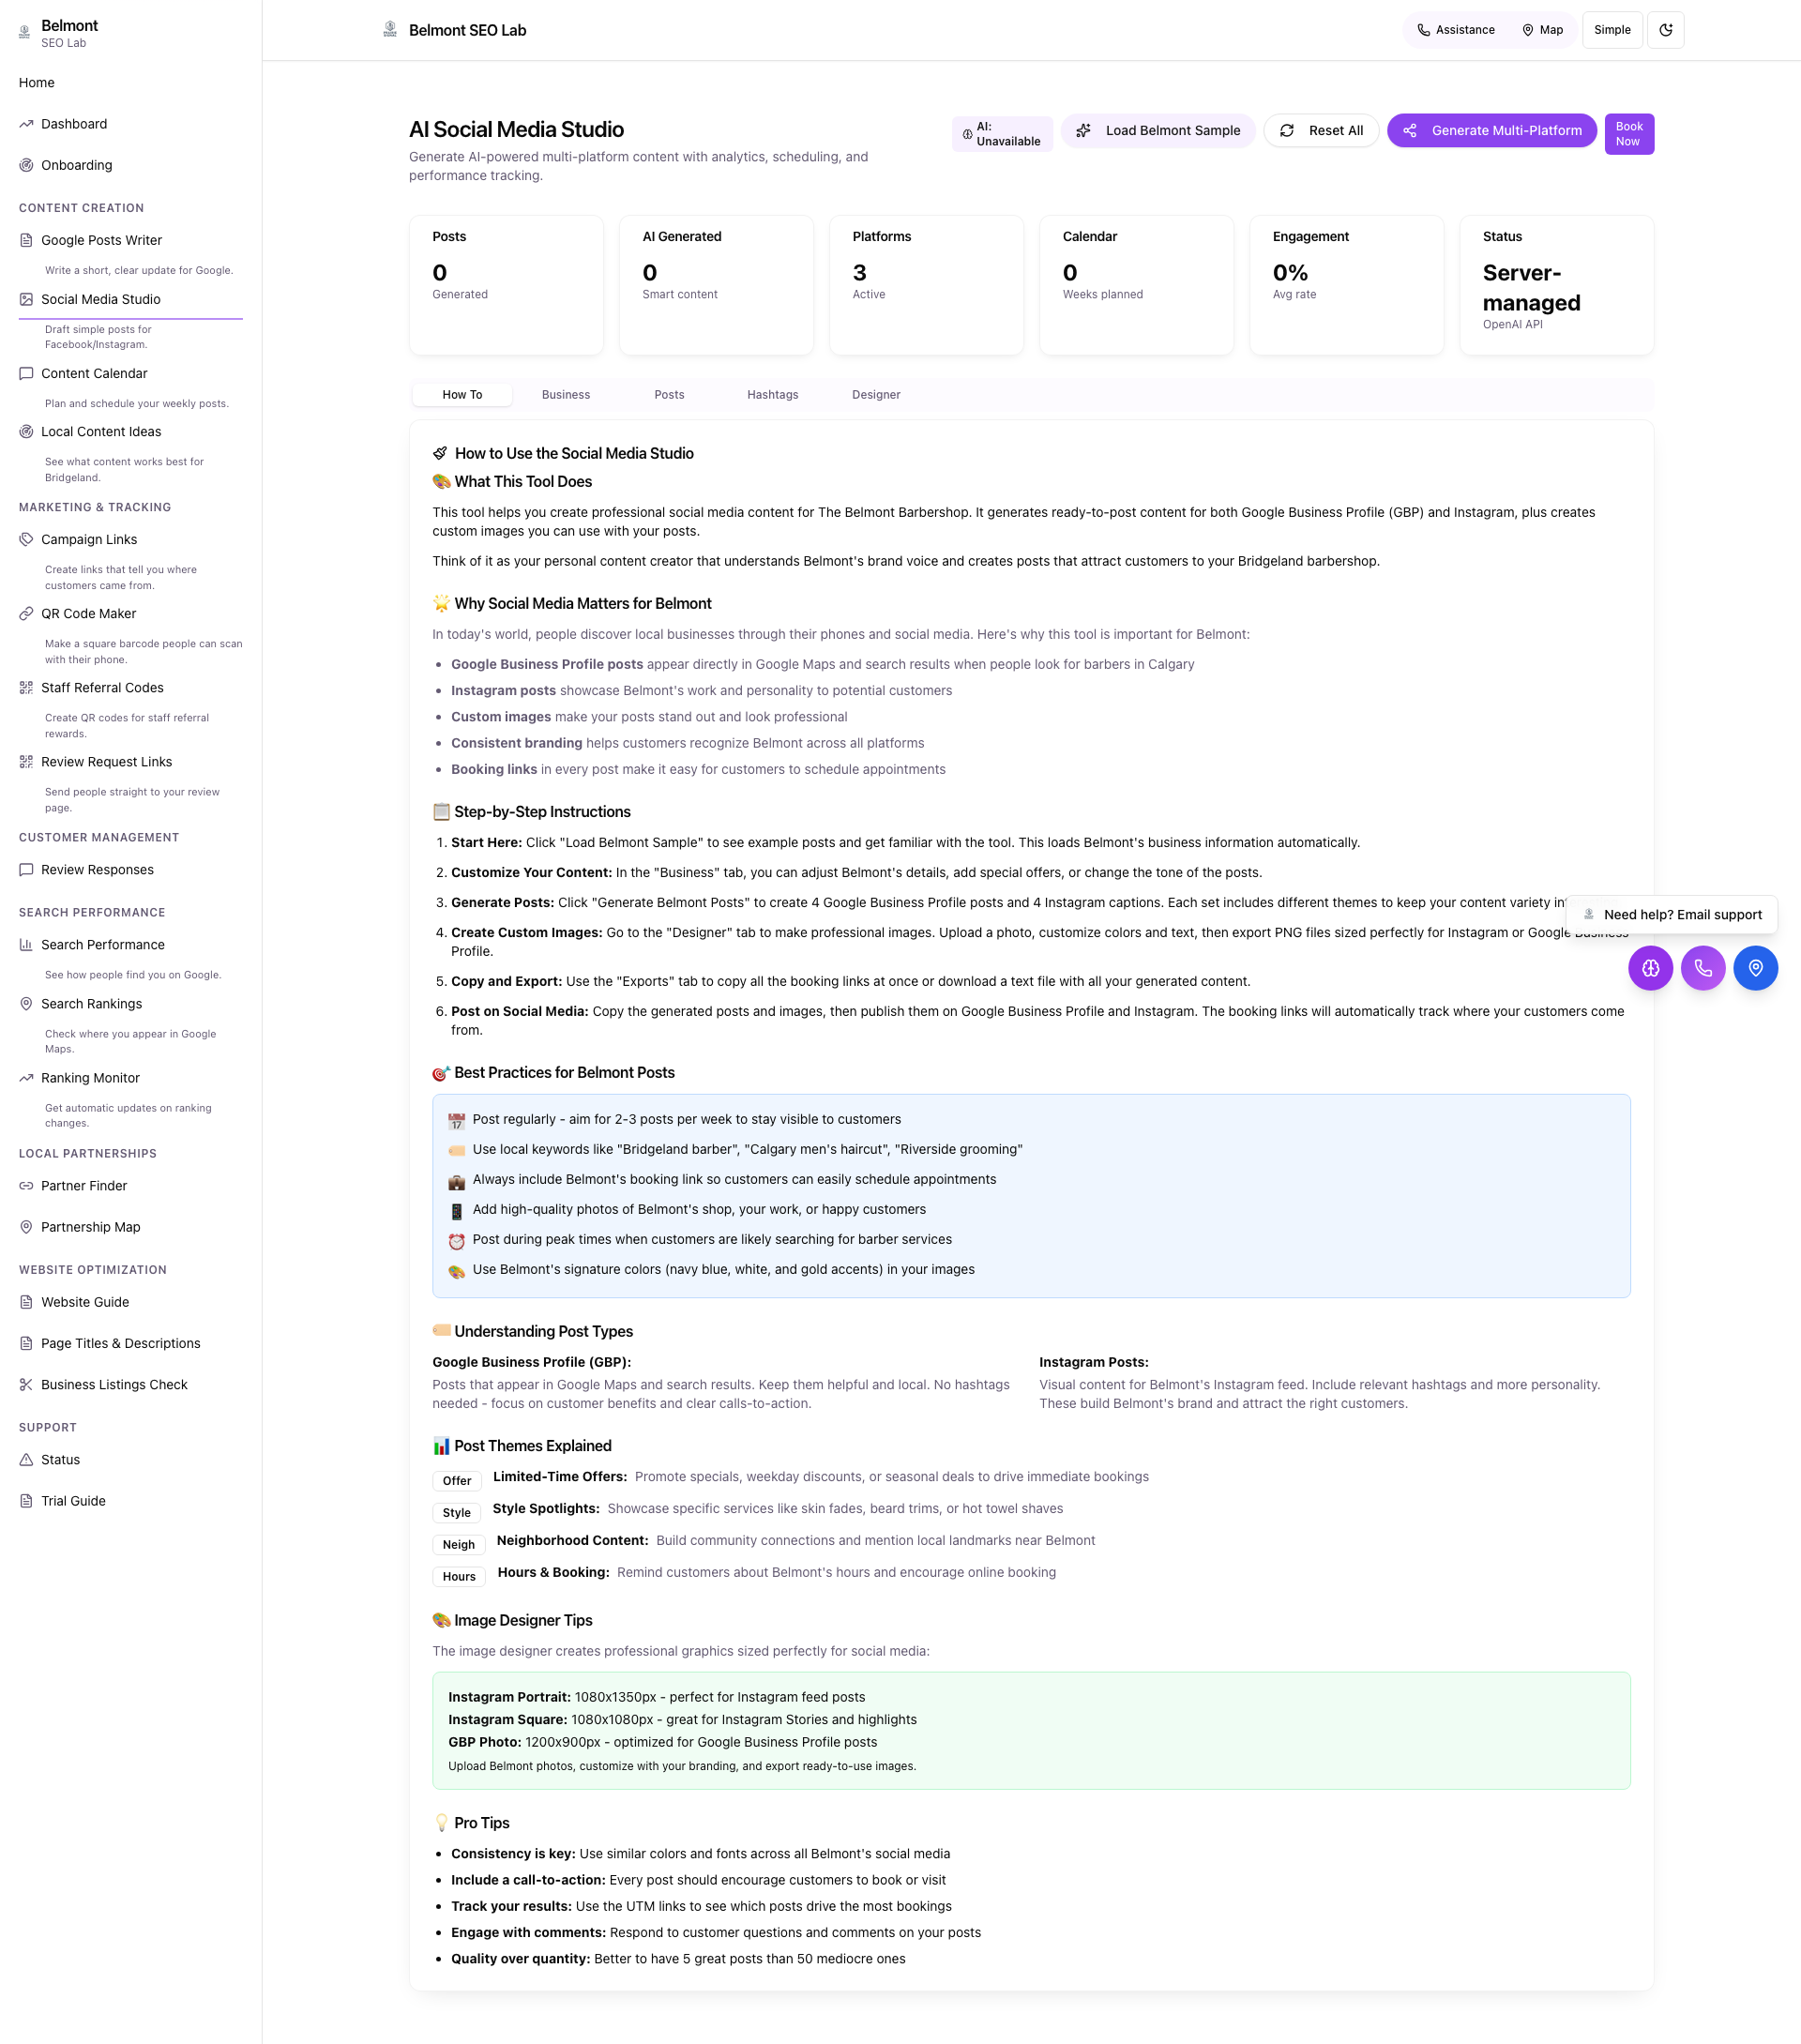 Belmont
SEO Lab
Home
Dashboard
Onboarding
CONTENT CREATION
Google Posts Writer
Write a short, clear update for Google.
Social Media Studio
Draft simple posts for
Facebook/Instagram.
Content Calendar
Plan and schedule your weekly posts.
Local Content Ideas
See what content works best for
Bridgeland.
MARKETING & TRACKING
Campaign Links
Create links that tell you where
customers came from.
QR Code Maker
Make a square barcode people can scan
with their phone.
Staff Referral Codes
Create QR codes for staff referral
rewards.
Review Request Links
Send people straight to your review
page.
CUSTOMER MANAGEMENT
Review Responses
SEARCH PERFORMANCE
Search Performance
See how people find you on Google.
Search Rankings
Check where you appear in Google
Maps.
Ranking Monitor
Get automatic updates on ranking
changes.
LOCAL PARTNERSHIPS
Partner Finder
Partnership Map
WEBSITE OPTIMIZATION
Website Guide
Page Titles & Descriptions
Business Listings Check
SUPPORT
Status
Trial Guide
Belmont SEO Lab
Assistance
Map
Simple
AI Social Media Studio
Generate AI-powered multi-platform content with analytics, scheduling, and
performance tracking.
AI:
Unavailable
Load Belmont Sample
Reset All
Generate Multi-Platform
Book
Now
Posts
0
Generated
AI Generated
0
Smart content
Platforms
3
Active
Calendar
0
Weeks planned
Engagement
0%
Avg rate
Status
Server-
managed
OpenAI API
How To
Business
Posts
Hashtags
Designer
How to Use the Social Media Studio
What This Tool Does
This tool helps you create professional social media content for The Belmont Barbershop. It generates ready-to-post content for both Google Business Profile (GBP) and Instagram, plus creates
custom images you can use with your posts.
Think of it as your personal content creator that understands Belmont's brand voice and creates posts that attract customers to your Bridgeland barbershop.
Why Social Media Matters for Belmont
In today's world, people discover local businesses through their phones and social media. Here's why this tool is important for Belmont:
• Google Business Profile posts appear directly in Google Maps and search results when people look for barbers in Calgary
• Instagram posts showcase Belmont's work and personality to potential customers
• Custom images make your posts stand out and look professional
• Consistent branding helps customers recognize Belmont across all platforms
• Booking links in every post make it easy for customers to schedule appointments
Step-by-Step Instructions
1. Start Here: Click "Load Belmont Sample" to see example posts and get familiar with the tool. This loads Belmont's business information automatically.
2. Customize Your Content: In the "Business" tab, you can adjust Belmont's details, add special offers, or change the tone of the posts.
3. Generate Posts: Click "Generate Belmont Posts" to create 4 Google Business Profile posts and 4 Instagram captions. Each set includes different themes to keep your content variety
4. Create Custom Images: Go to the "Designer" tab to make professional images. Upload a photo, customize colors and text, then export PNG files sized perfectly for Instagram or Google Business
Profile.
5. Copy and Export: Use the "Exports" tab to copy all the booking links at once or download a text file with all your generated content.
6. Post on Social Media: Copy the generated posts and images, then publish them on Google Business Profile and Instagram. The booking links will automatically track where your customers come
from.
Need help? Email support
Best Practices for Belmont Posts
Post regularly - aim for 2-3 posts per week to stay visible to customers
Use local keywords like "Bridgeland barber", "Calgary men's haircut", "Riverside grooming"
Always include Belmont's booking link so customers can easily schedule appointments
Add high-quality photos of Belmont's shop, your work, or happy customers
Post during peak times when customers are likely searching for barber services
Use Belmont's signature colors (navy blue, white, and gold accents) in your images
Understanding Post Types
Google Business Profile (GBP):
Posts that appear in Google Maps and search results. Keep them helpful and local. No hashtags
needed - focus on customer benefits and clear calls-to-action.
Instagram Posts:
Visual content for Belmont's Instagram feed. Include relevant hashtags and more personality.
These build Belmont's brand and attract the right customers.
Post Themes Explained
Offer Limited-Time Offers: Promote specials, weekday discounts, or seasonal deals to drive immediate bookings
Style Style Spotlights: Showcase specific services like skin fades, beard trims, or hot towel shaves
Neigh Neighborhood Content: Build community connections and mention local landmarks near Belmont
Hours Hours & Booking: Remind customers about Belmont's hours and encourage online booking
Image Designer Tips
The image designer creates professional graphics sized perfectly for social media:
Instagram Portrait: 1080x1350px - perfect for Instagram feed posts
Instagram Square: 1080x1080px - great for Instagram Stories and highlights
GBP Photo: 1200x900px - optimized for Google Business Profile posts
Upload Belmont photos, customize with your branding, and export ready-to-use images.
Pro Tips
• Consistency is key: Use similar colors and fonts across all Belmont's social media
• Include a call-to-action: Every post should encourage customers to book or visit
• Track your results: Use the UTM links to see which posts drive the most bookings
• Engage with comments: Respond to customer questions and comments on your posts
• Quality over quantity: Better to have 5 great posts than 50 mediocre ones